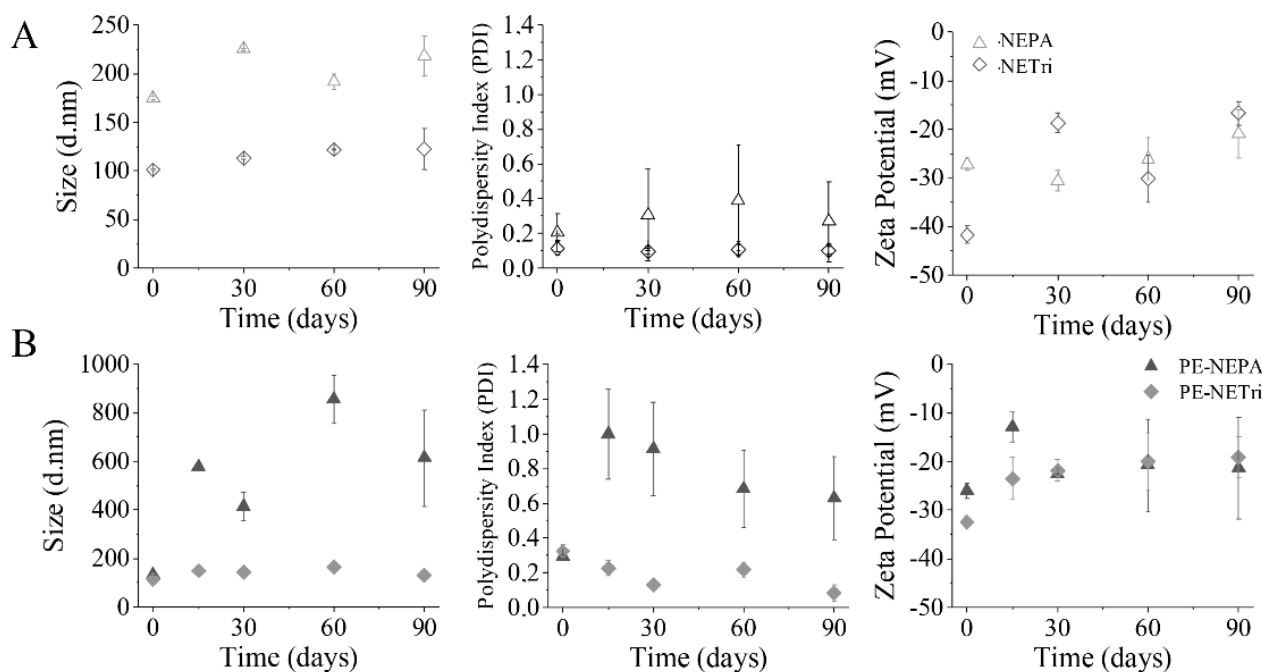 A
Size (d.nm)
250
200
150
100
50
0
0 30 60 90
Time (days)
Polydispersity Index (PDI)
1.4
1.2
1.0
0.8
0.6
0.4
0.2
0.0
0 30 60 90
Time (days)
Zeta Potential (mV)
0
-10
-20
-30
-40
-50
0 30 60 90
Time (days)
NEPA
NETri
B
Size (d.nm)
1000
800
600
400
200
0
0 30 60 90
Time (days)
Polydispersity Index (PDI)
1.4
1.2
1.0
0.8
0.6
0.4
0.2
0.0
0 30 60 90
Time (days)
Zeta Potential (mV)
0
-10
-20
-30
-40
-50
0 30 60 90
Time (days)
PE-NEPA
PE-NETri